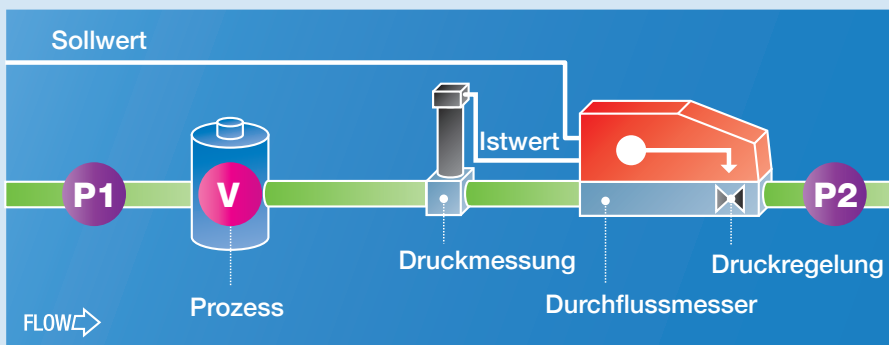 Sollwert
Istwert
P1
V
P2
Druckmessung
Druckregelung
Prozess
Durchflussmesser
FLOW